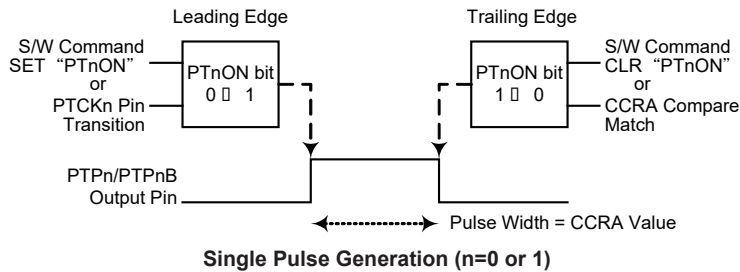 Leading Edge
Trailing Edge
S/W Command
SET “PTnON”
or
PTCKn Pin
Transition
PTnON bit
0 → 1
PTnON bit
1 → 0
S/W Command
CLR “PTnON”
or
CCRA Compare
Match
PTPn/PTPnB
Output Pin
Pulse Width = CCRA Value
Single Pulse Generation (n=0 or 1)